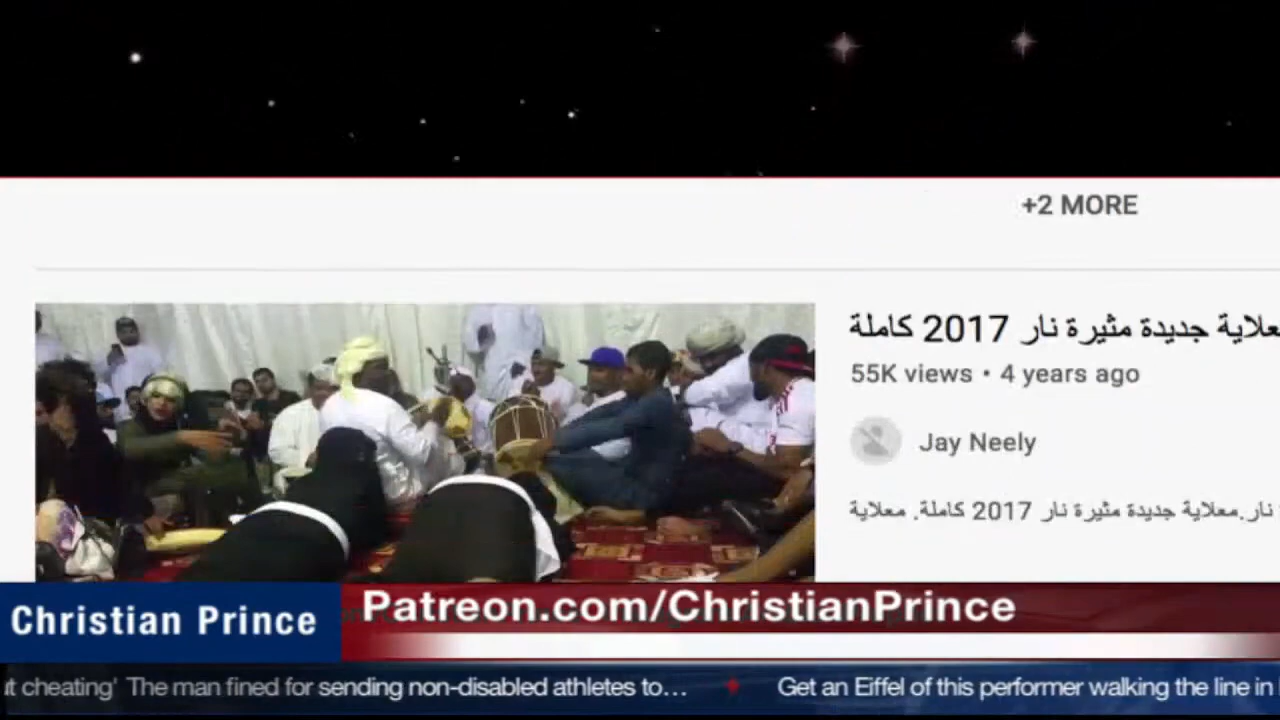 +2 MORE
معلاية جديدة مثيرة نار 2017 كاملة
55K views • 4 years ago
Jay Neely
نار.معلاية جديدة مثيرة نار 2017 كاملة. معلاية
Christian Prince
Patreon.com/ChristianPrince
cheating' The man fined for sending non-disabled athletes to… Get an Eiffel of this performer walking the line in